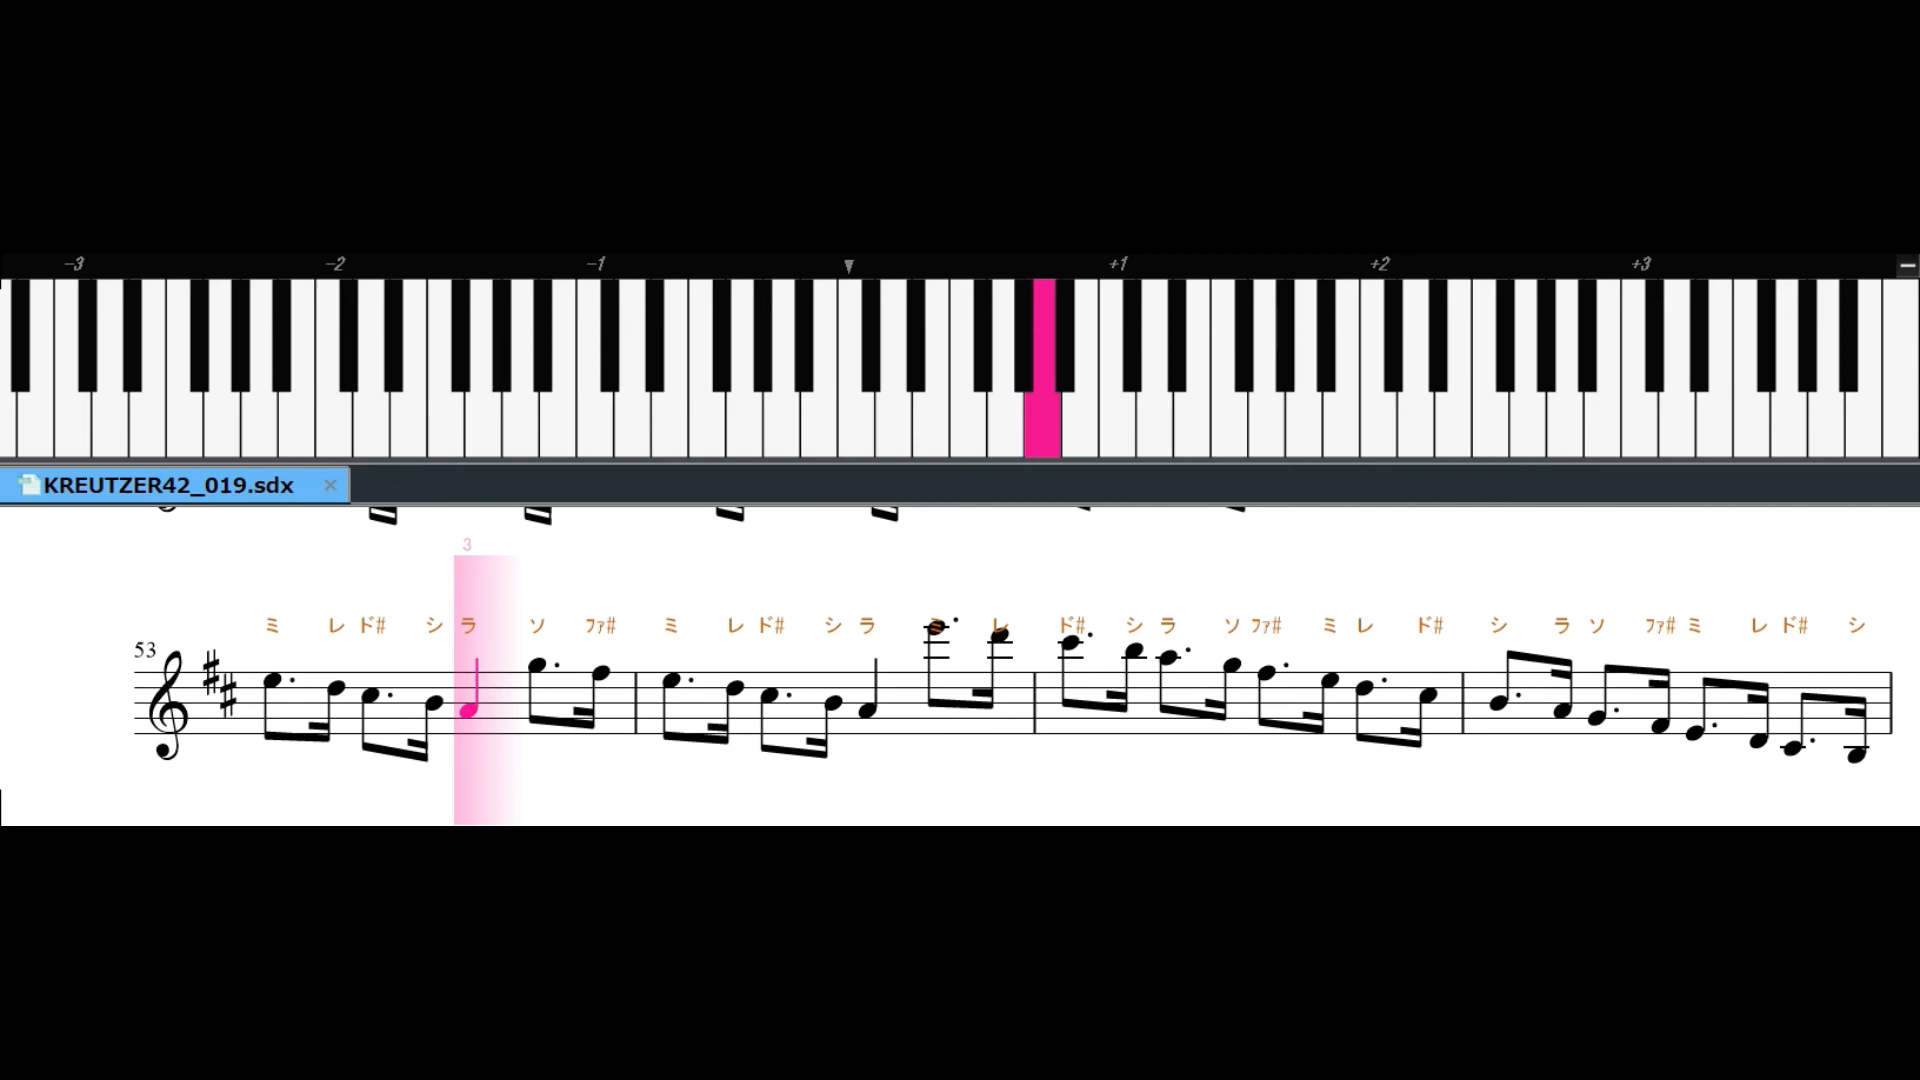 -3 -2 -1 ▼ +1 +2 +3
KREUTZER42_019.sdx ×
3
ミ レ ド# シ ラ ソ ファ# ミ レ ド# シ ラ ミ レ ド# シ ラ ソ ファ# ミ レ ド# シ ラ ソ ファ# ミ レ ド# シ
53